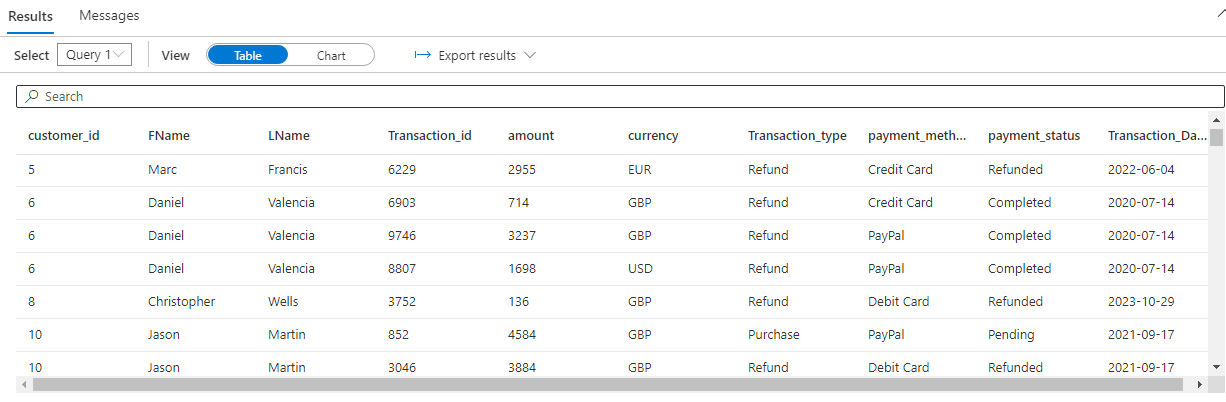 Results Messages
Select Query 1 View Table Chart Export results
Search
customer_id FName LName Transaction_id amount currency Transaction_type payment_meth... payment_status Transaction_Da...
5 Marc Francis 6229 2955 EUR Refund Credit Card Refunded 2022-06-04
6 Daniel Valencia 6903 714 GBP Refund Credit Card Completed 2020-07-14
6 Daniel Valencia 9746 3237 GBP Refund PayPal Completed 2020-07-14
6 Daniel Valencia 8807 1698 USD Refund PayPal Completed 2020-07-14
8 Christopher Wells 3752 136 GBP Refund Debit Card Refunded 2023-10-29
10 Jason Martin 852 4584 GBP Purchase PayPal Pending 2021-09-17
10 Jason Martin 3046 3884 GBP Refund Debit Card Refunded 2021-09-17